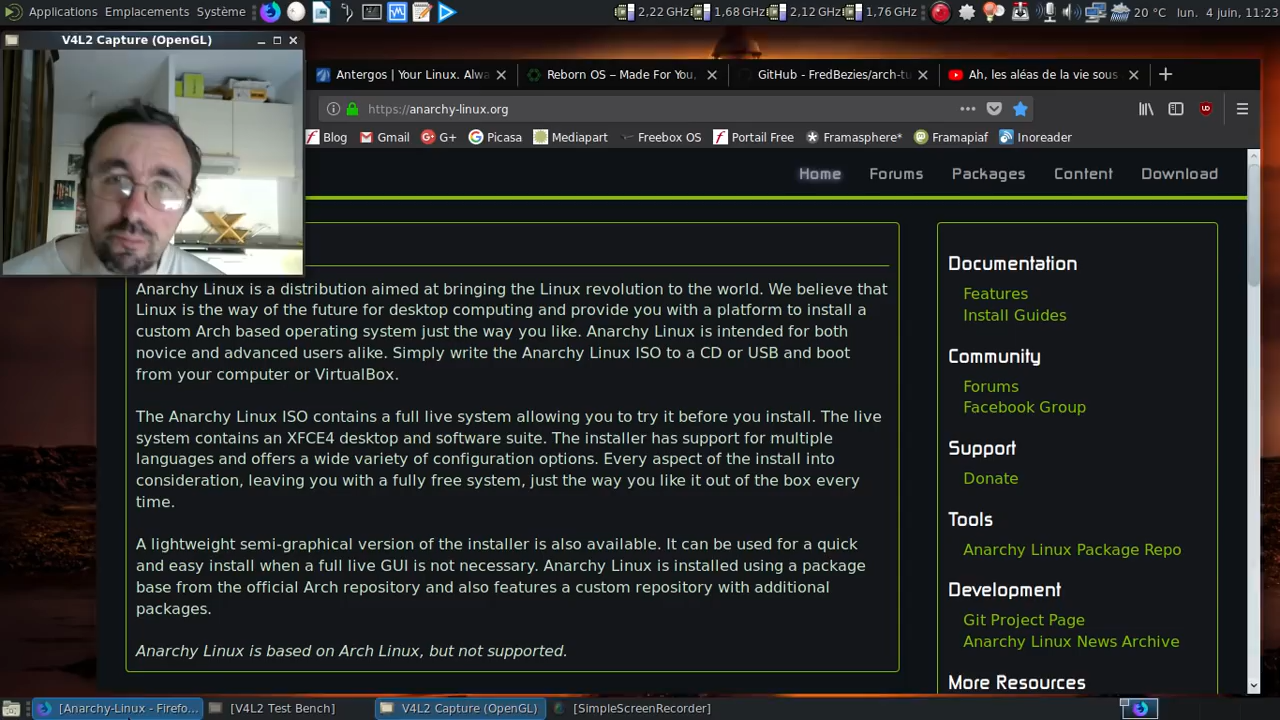 Applications Emplacements Système 2,22 GHz 1,68 GHz 2,12 GHz 1,76 GHz 20 °C lun. 4 juin, 11:23
V4L2 Capture (OpenGL)
Antergos | Your Linux. Alwa
Reborn OS – Made For You,
GitHub - FredBezies/arch-tu
Ah, les aléas de la vie sous
https://anarchy-linux.org
Blog Gmail G+ Picasa Mediapart Freebox OS Portail Free Framasphere* Framapiaf Inoreader
Home Forums Packages Content Download
Anarchy Linux is a distribution aimed at bringing the Linux revolution to the world. We believe that
Linux is the way of the future for desktop computing and provide you with a platform to install a
custom Arch based operating system just the way you like. Anarchy Linux is intended for both
novice and advanced users alike. Simply write the Anarchy Linux ISO to a CD or USB and boot
from your computer or VirtualBox.
The Anarchy Linux ISO contains a full live system allowing you to try it before you install. The live
system contains an XFCE4 desktop and software suite. The installer has support for multiple
languages and offers a wide variety of configuration options. Every aspect of the install into
consideration, leaving you with a fully free system, just the way you like it out of the box every
time.
A lightweight semi-graphical version of the installer is also available. It can be used for a quick
and easy install when a full live GUI is not necessary. Anarchy Linux is installed using a package
base from the official Arch repository and also features a custom repository with additional
packages.
Anarchy Linux is based on Arch Linux, but not supported.
Documentation
Features
Install Guides
Community
Forums
Facebook Group
Support
Donate
Tools
Anarchy Linux Package Repo
Development
Git Project Page
Anarchy Linux News Archive
More Resources
[Anarchy-Linux - Firefo... [V4L2 Test Bench] V4L2 Capture (OpenGL) [SimpleScreenRecorder]